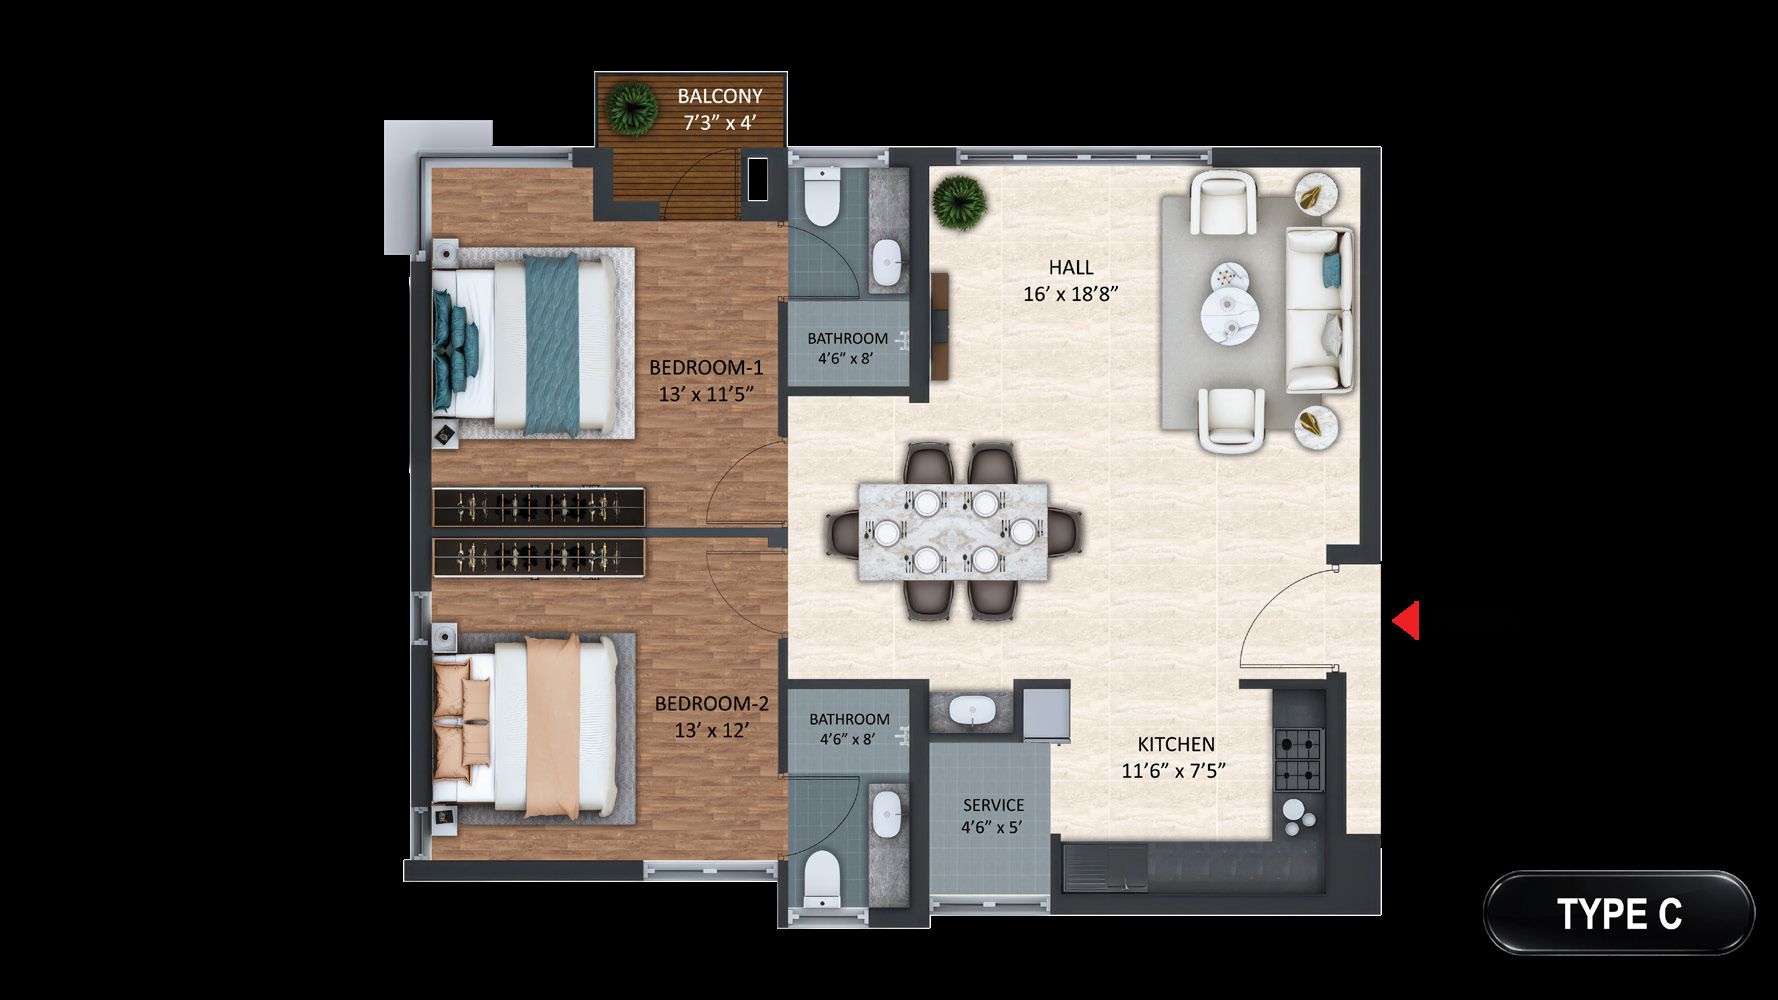 BALCONY
7’3” x 4’
HALL
16’ x 18’8”
BATHROOM
4’6” x 8’
BEDROOM-1
13’ x 11’5”
BEDROOM-2
13’ x 12’
BATHROOM
4’6” x 8’
KITCHEN
11’6” x 7’5”
SERVICE
4’6” x 5’
TYPE C